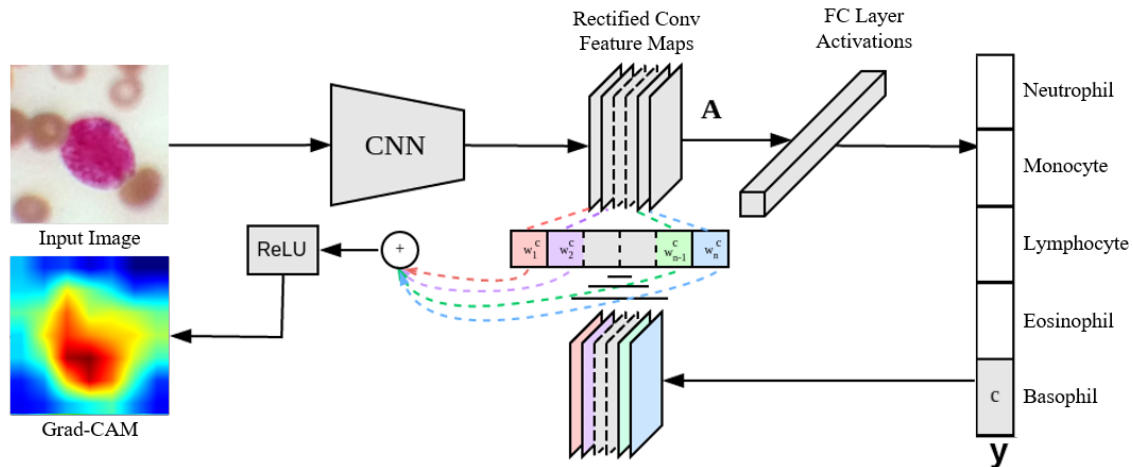 Rectified Conv
Feature Maps
FC Layer
Activations
Input Image
CNN
A
Neutrophil
Monocyte
Lymphocyte
Eosinophil
c Basophil
y
ReLU
+
w₁ᶜ w₂ᶜ wₙ₋₁ᶜ wₙᶜ
Grad-CAM